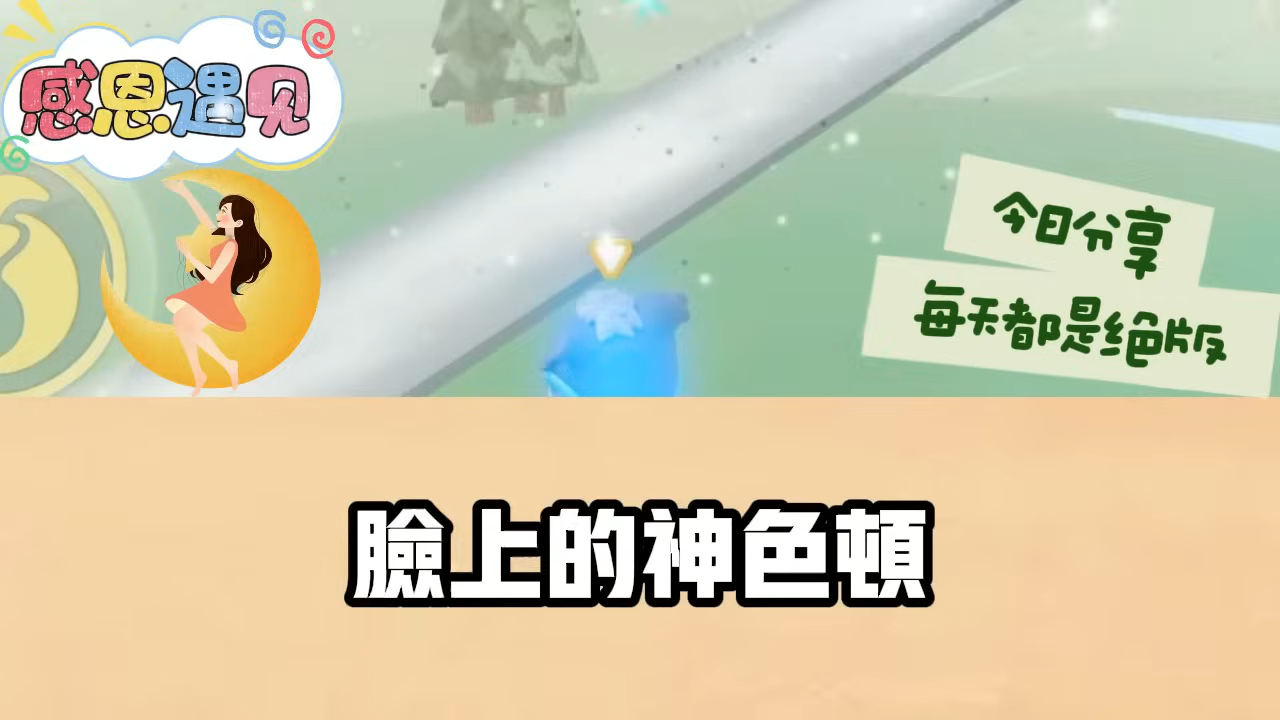 感恩遇见
今日分享
每天都是绝版
臉上的神色頓